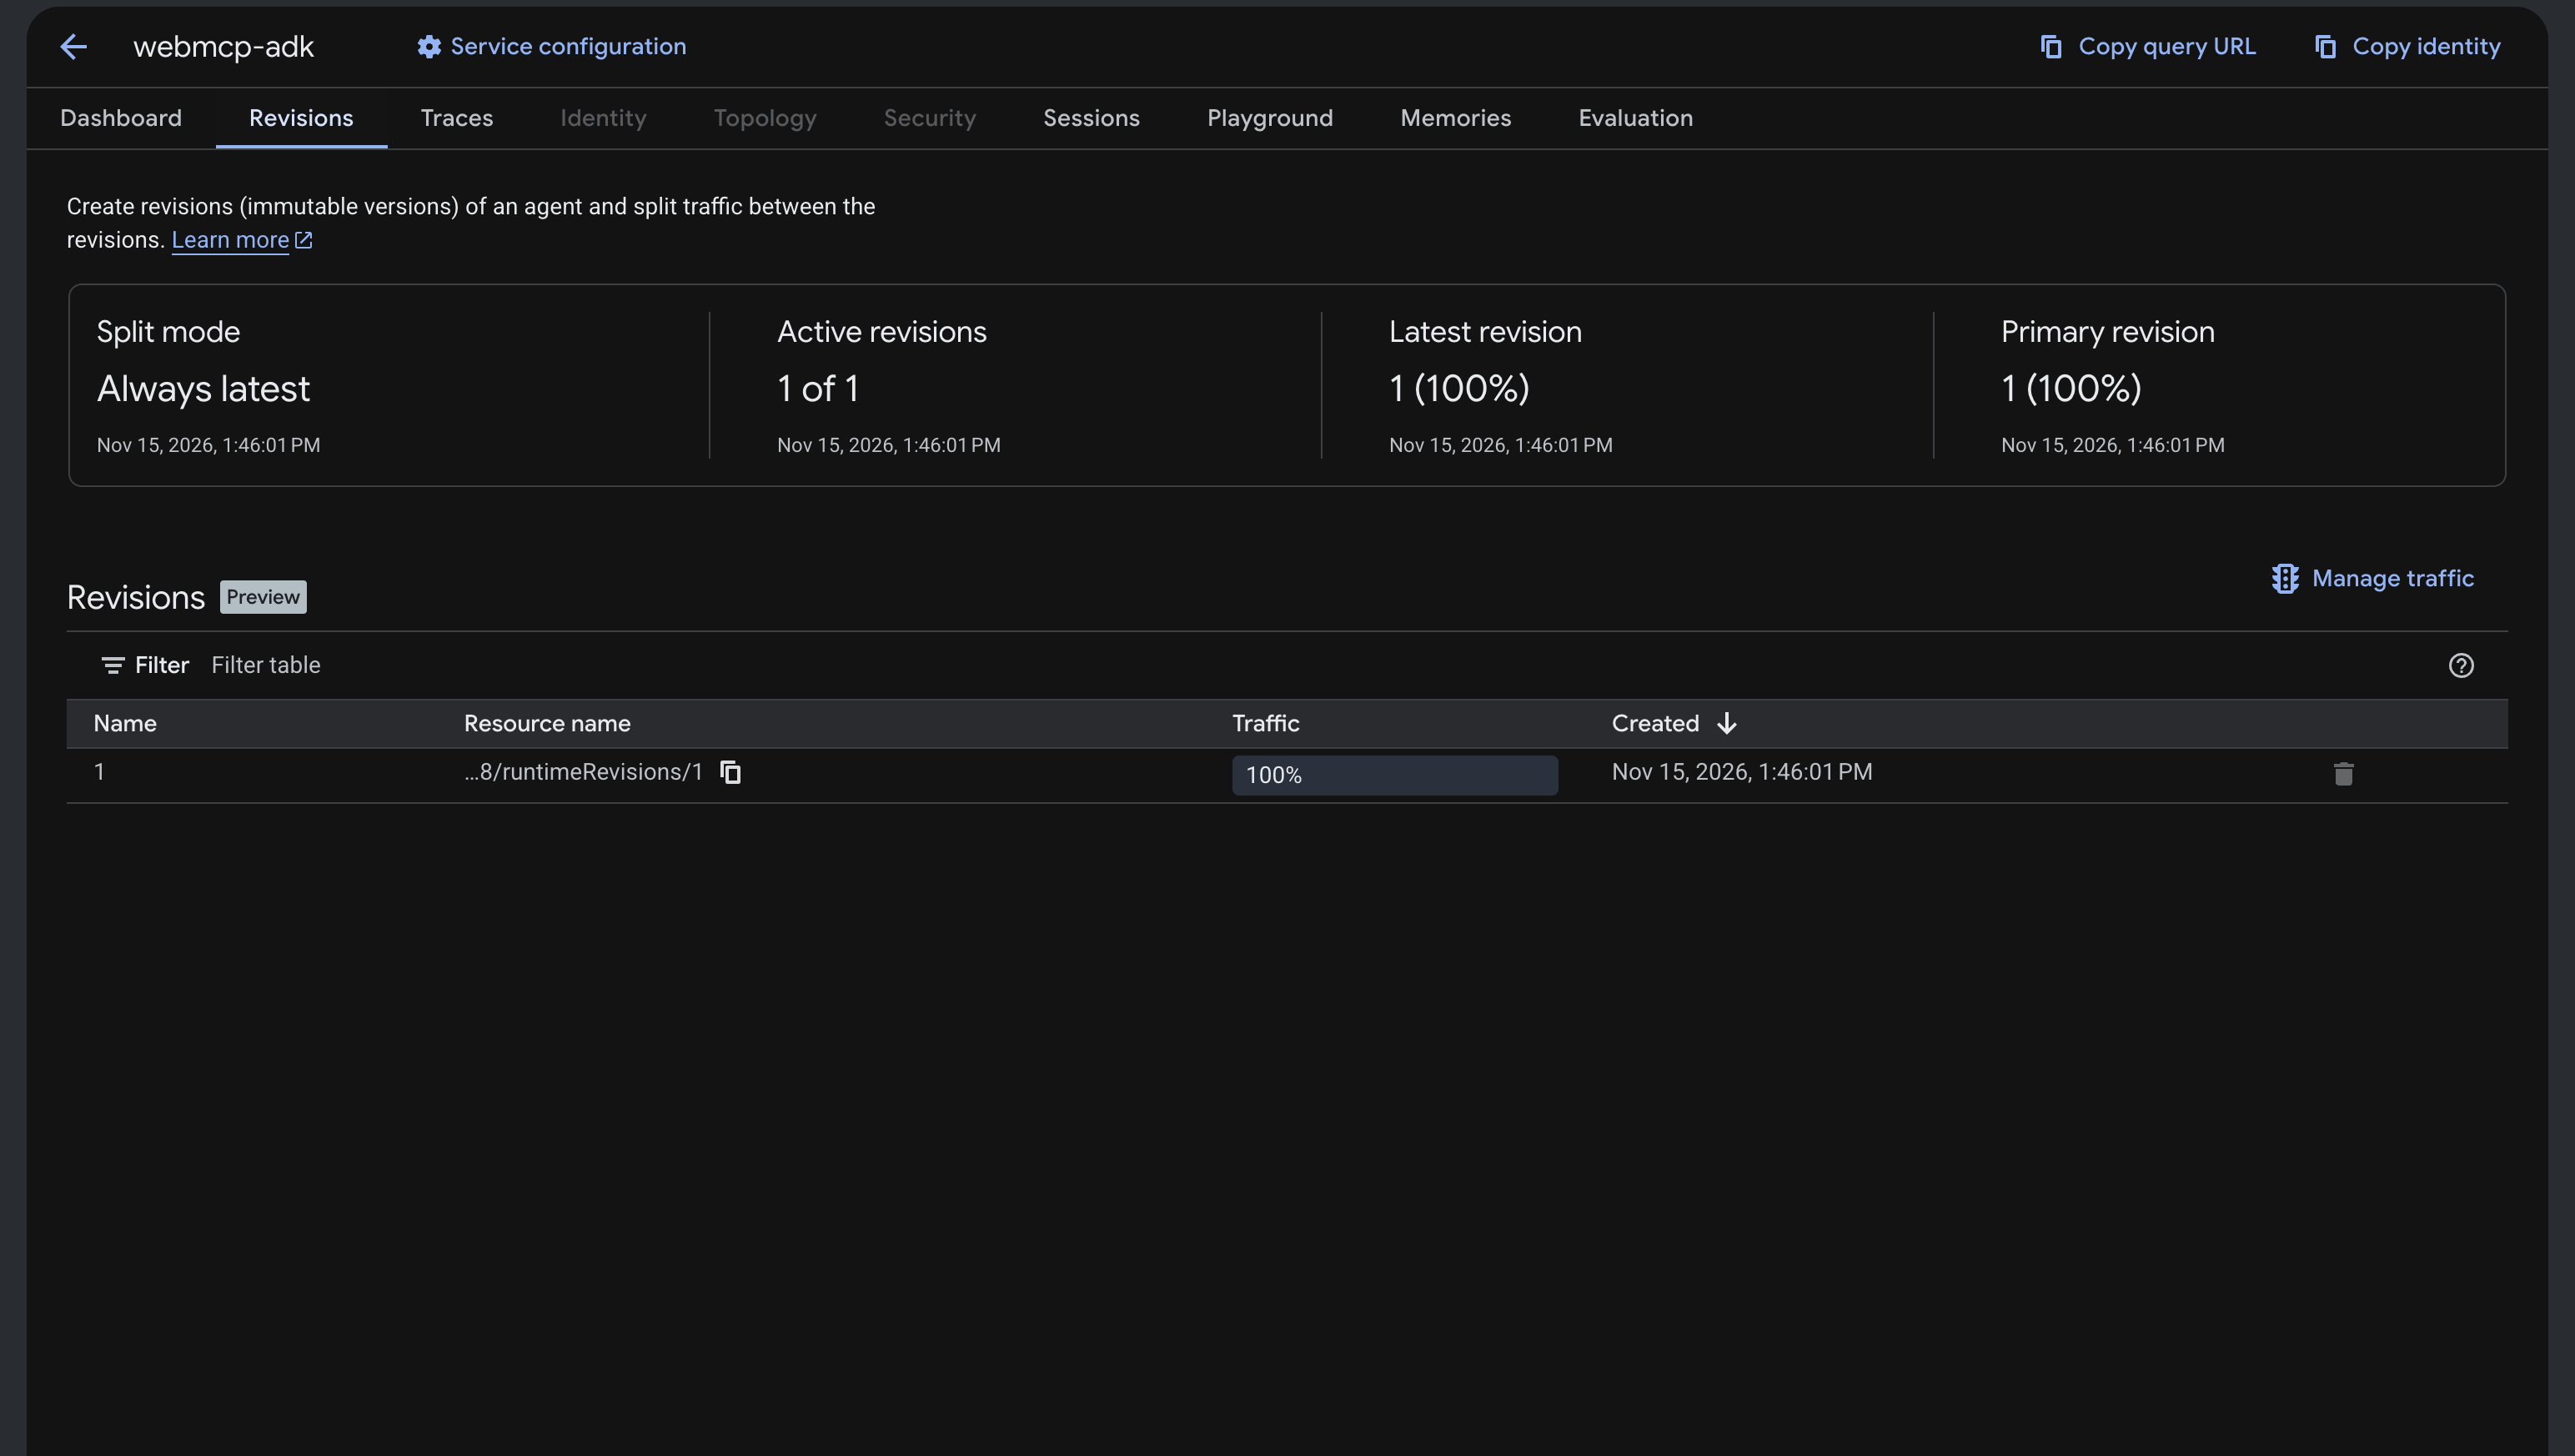 webmcp-adk
Service configuration
Copy query URL
Copy identity
Dashboard
Revisions
Traces
Identity
Topology
Security
Sessions
Playground
Memories
Evaluation
Create revisions (immutable versions) of an agent and split traffic between the
revisions. Learn more
Split mode
Always latest
Nov 15, 2026, 1:46:01 PM
Active revisions
1 of 1
Nov 15, 2026, 1:46:01 PM
Latest revision
1 (100%)
Nov 15, 2026, 1:46:01 PM
Primary revision
1 (100%)
Nov 15, 2026, 1:46:01 PM
Revisions
Preview
Manage traffic
Filter
Filter table
Name
Resource name
Traffic
Created
1
...8/runtimeRevisions/1
100%
Nov 15, 2026, 1:46:01 PM